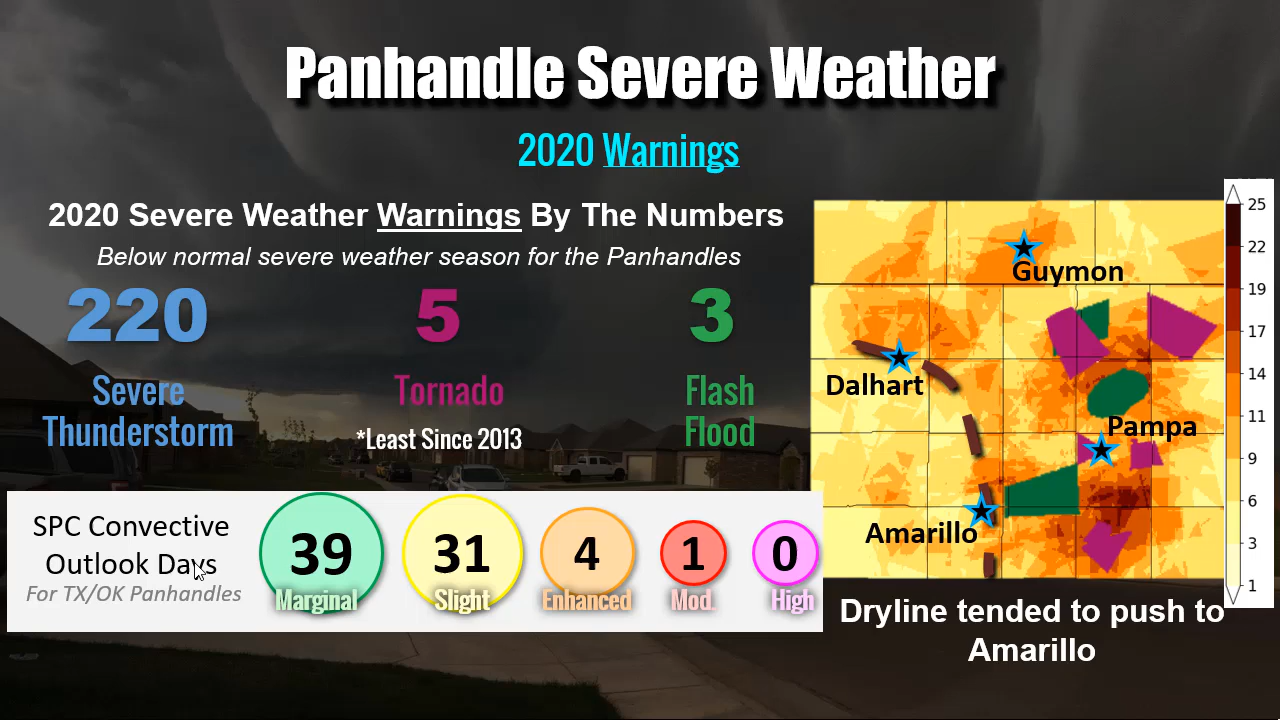 Panhandle Severe Weather
2020 Warnings
2020 Severe Weather Warnings By The Numbers
Below normal severe weather season for the Panhandles
220
Severe
Thunderstorm
5
Tornado
*Least Since 2013
3
Flash
Flood
SPC Convective
Outlook Days
For TX/OK Panhandles
39
Marginal
31
Slight
4
Enhanced
1
Mod.
0
High
Guymon
Dalhart
Pampa
Amarillo
25
22
19
17
14
11
9
6
3
1
Dryline tended to push to
Amarillo